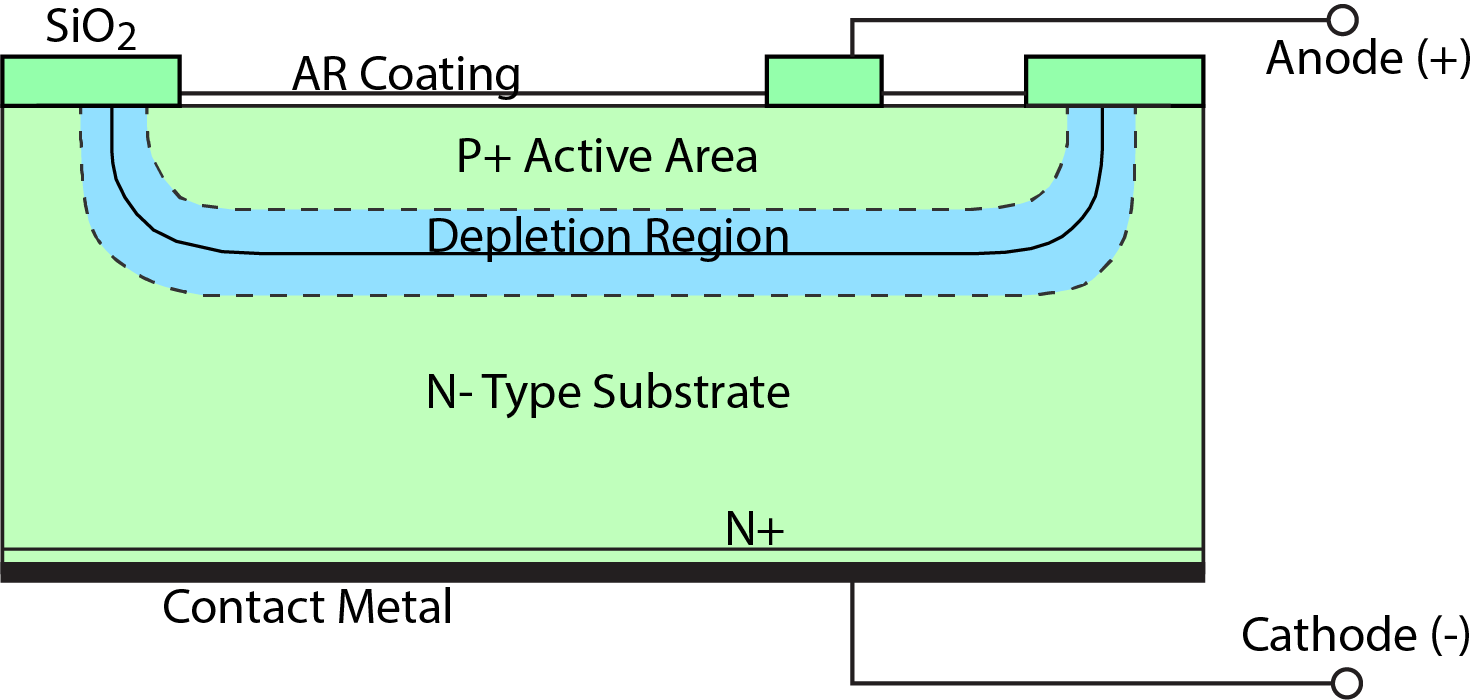 SiO₂
AR Coating
Anode (+)
P+ Active Area
Depletion Region
N- Type Substrate
N+
Contact Metal
Cathode (-)